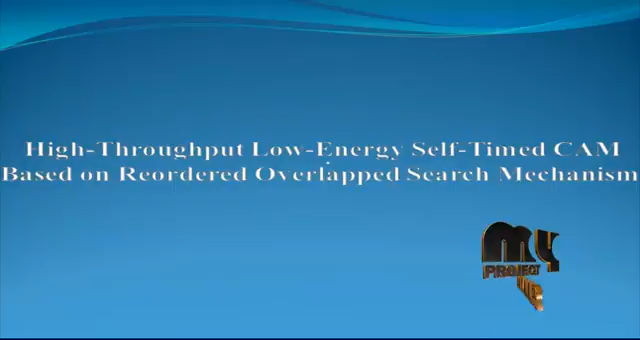 High-Throughput Low-Energy Self-Timed CAM
Based on Reordered Overlapped Search Mechanism
MY
PROJECT